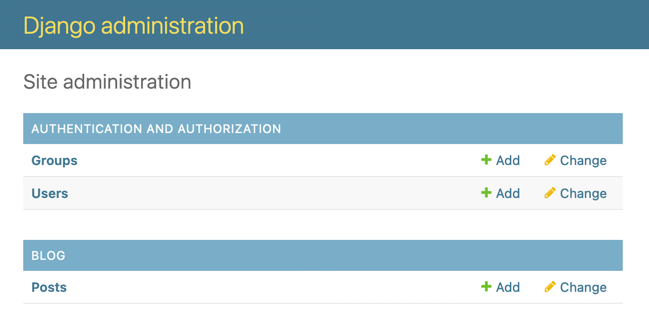 Django administration
Site administration
AUTHENTICATION AND AUTHORIZATION
Groups Add Change
Users Add Change
BLOG
Posts Add Change